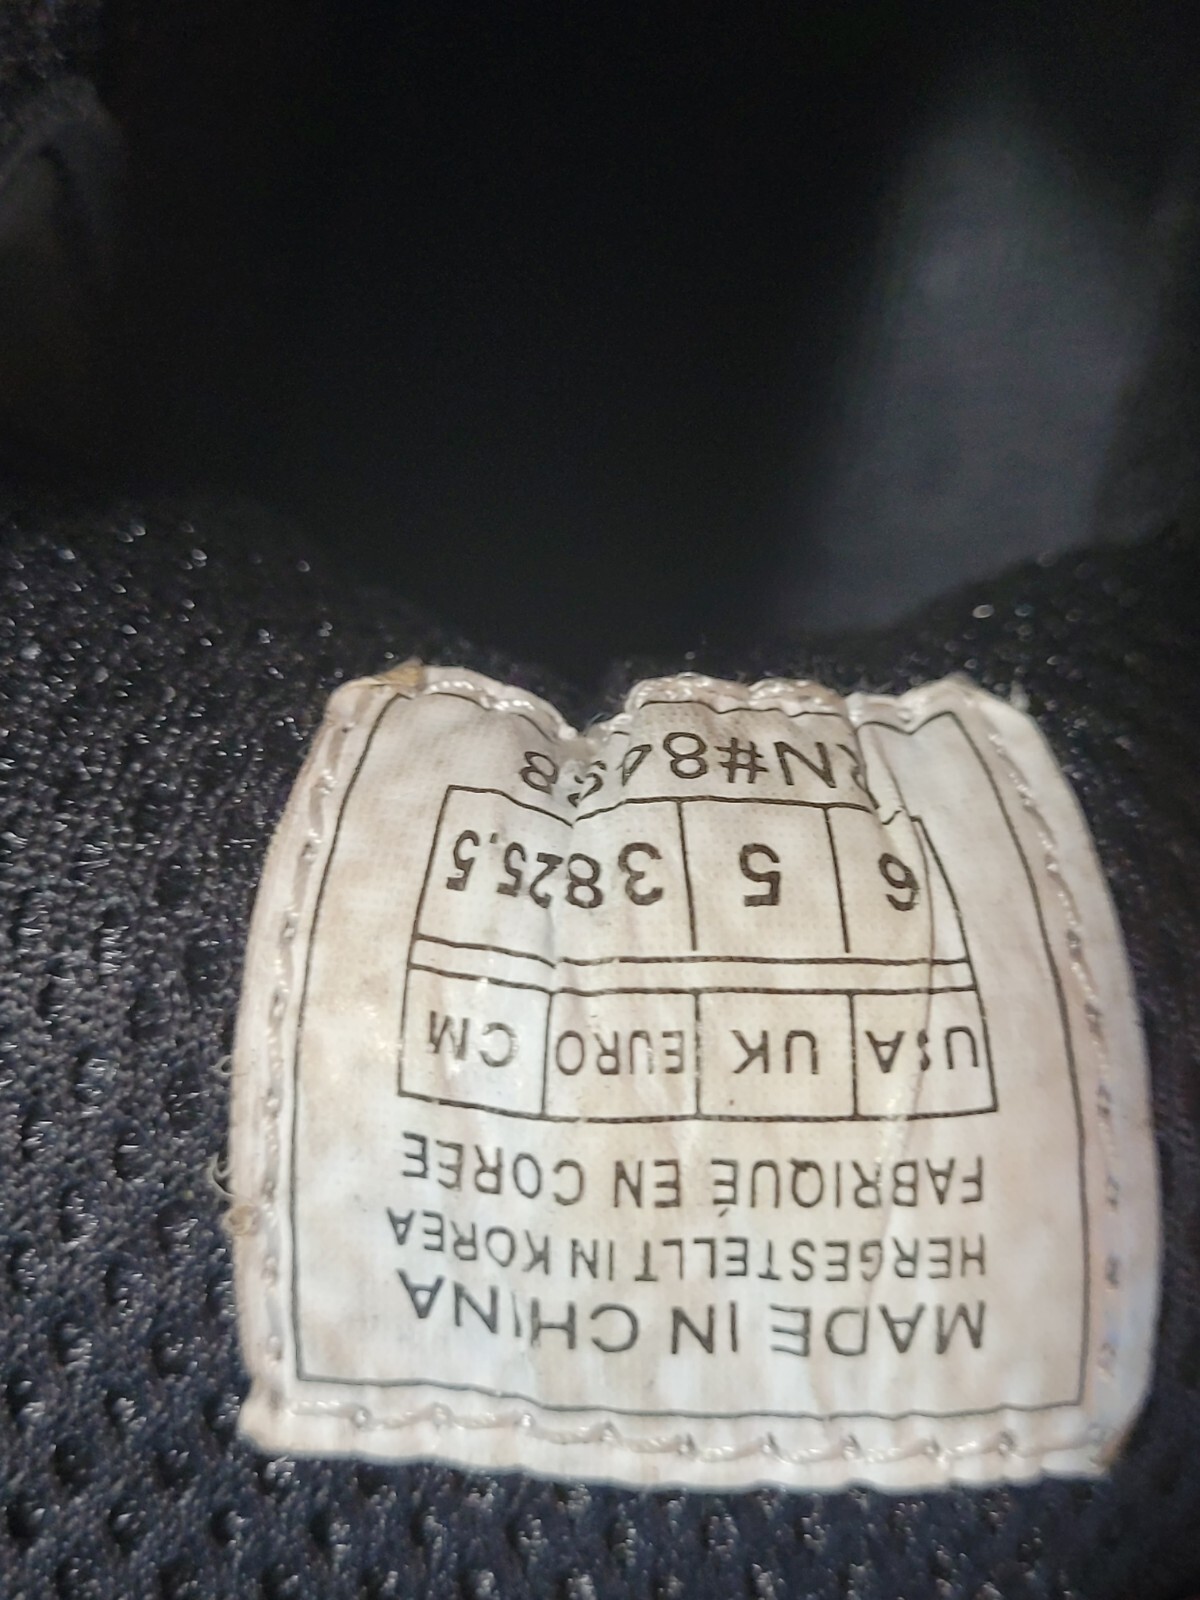 MADE IN CHINA
HERGESTELLT IN KOREA
FABRIQUÉ EN COREE
USA UK EURO CM
6 5 38 25.5